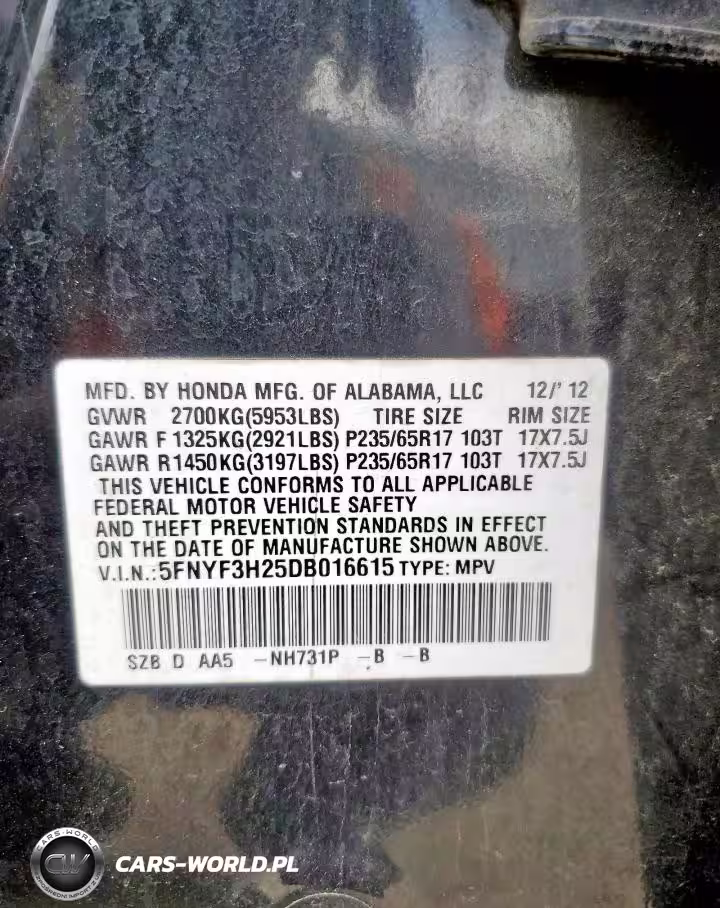 MFD. BY HONDA MFG. OF ALABAMA, LLC 12/'12
GVWR 2700KG(5953LBS) TIRE SIZE RIM SIZE
GAWR F 1325KG(2921LBS) P235/65R17 103T 17X7.5J
GAWR R1450KG(3197LBS) P235/65R17 103T 17X7.5J
THIS VEHICLE CONFORMS TO ALL APPLICABLE
FEDERAL MOTOR VEHICLE SAFETY
AND THEFT PREVENTION STANDARDS IN EFFECT
ON THE DATE OF MANUFACTURE SHOWN ABOVE.
V.I.N.:5FNYF3H25DB016615 TYPE: MPV
SZB D AA5 -NH731P -B -B
CARS-WORLD
CARS-WORLD.PL